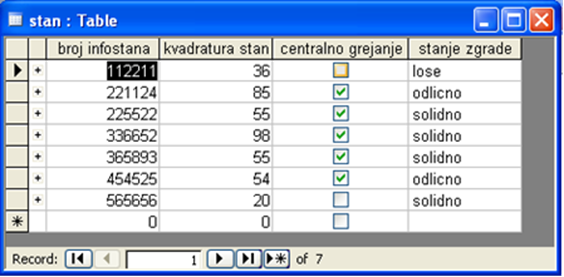 stan : Table
broj infostana kvadratura stan centralno grejanje stanje zgrade
+ 112211 36 lose
+ 221124 85 odlicno
+ 225522 55 solidno
+ 336652 98 solidno
+ 365893 55 solidno
+ 454525 54 odlicno
+ 565656 20 solidno
* 0 0
Record: 1 of 7